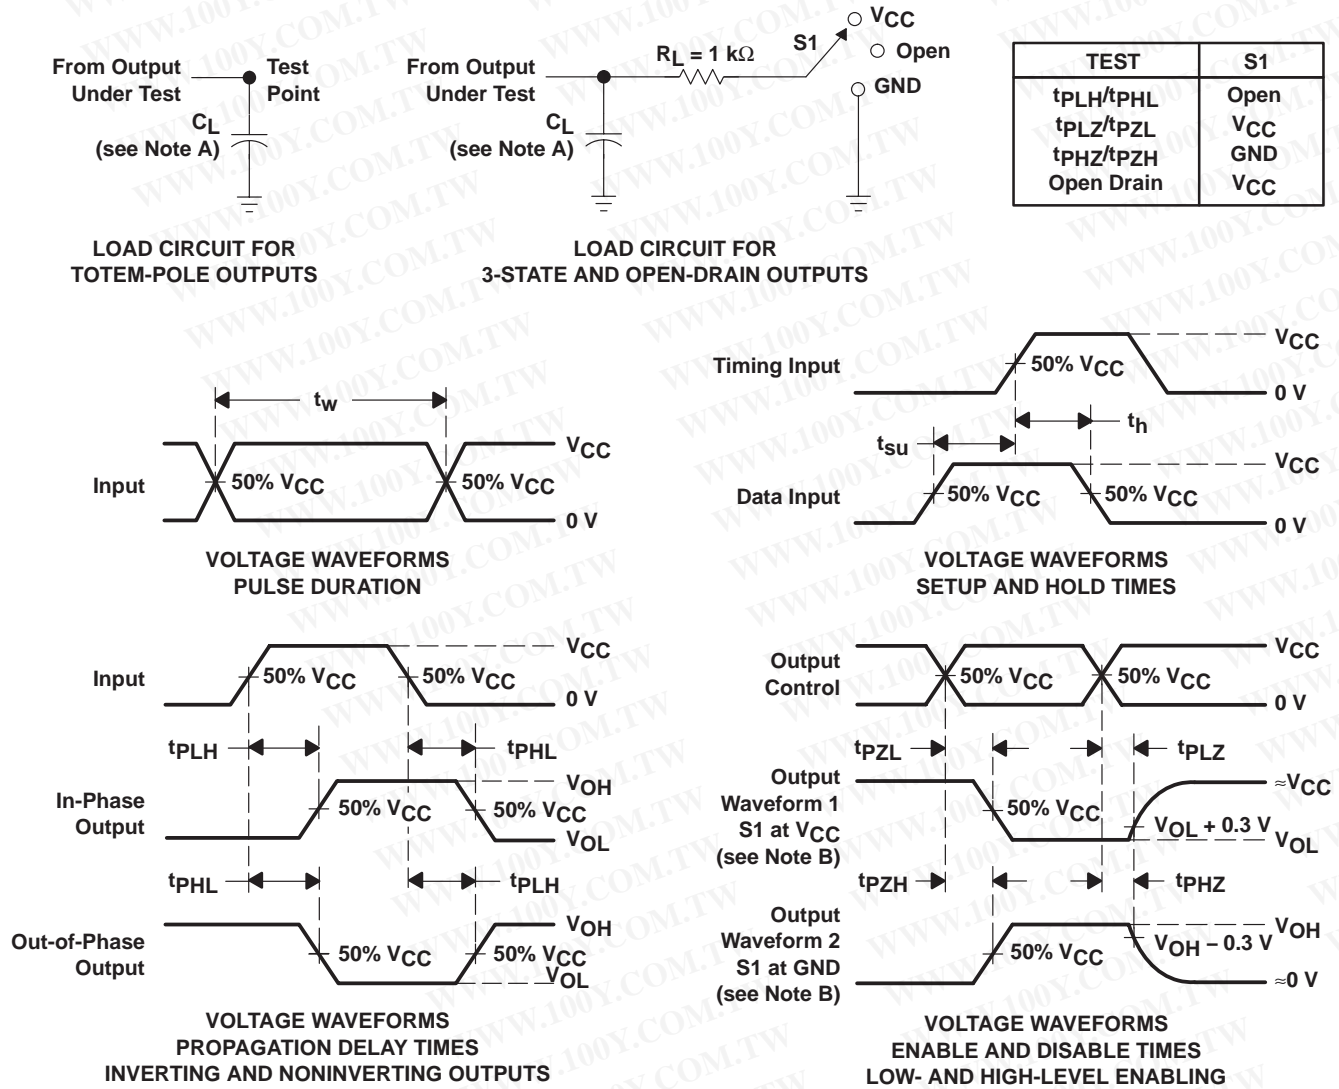 From Output
Under Test
Test
Point
CL
(see Note A)
LOAD CIRCUIT FOR
TOTEM-POLE OUTPUTS
From Output
Under Test
RL = 1 kΩ
S1
VCC
Open
GND
CL
(see Note A)
LOAD CIRCUIT FOR
3-STATE AND OPEN-DRAIN OUTPUTS
TEST S1
tPLH/tPHL Open
tPLZ/tPZL VCC
tPHZ/tPZH GND
Open Drain VCC
tw
Input
50% VCC
50% VCC
VCC
0 V
VOLTAGE WAVEFORMS
PULSE DURATION
Timing Input
50% VCC
VCC
0 V
tsu
th
Data Input
50% VCC
50% VCC
VCC
0 V
VOLTAGE WAVEFORMS
SETUP AND HOLD TIMES
Input
50% VCC
50% VCC
VCC
0 V
tPLH
tPHL
In-Phase
Output
50% VCC
50% VCC
VOH
VOL
tPHL
tPLH
Out-of-Phase
Output
50% VCC
50% VCC
VOH
VOL
VOLTAGE WAVEFORMS
PROPAGATION DELAY TIMES
INVERTING AND NONINVERTING OUTPUTS
Output
Control
50% VCC
50% VCC
VCC
0 V
tPZL
tPLZ
Output
Waveform 1
S1 at VCC
(see Note B)
50% VCC
VOL + 0.3 V
≈VCC
VOL
tPZH
tPHZ
Output
Waveform 2
S1 at GND
(see Note B)
50% VCC
VOH – 0.3 V
VOH
≈0 V
VOLTAGE WAVEFORMS
ENABLE AND DISABLE TIMES
LOW- AND HIGH-LEVEL ENABLING
WWW.100Y.COM.TW